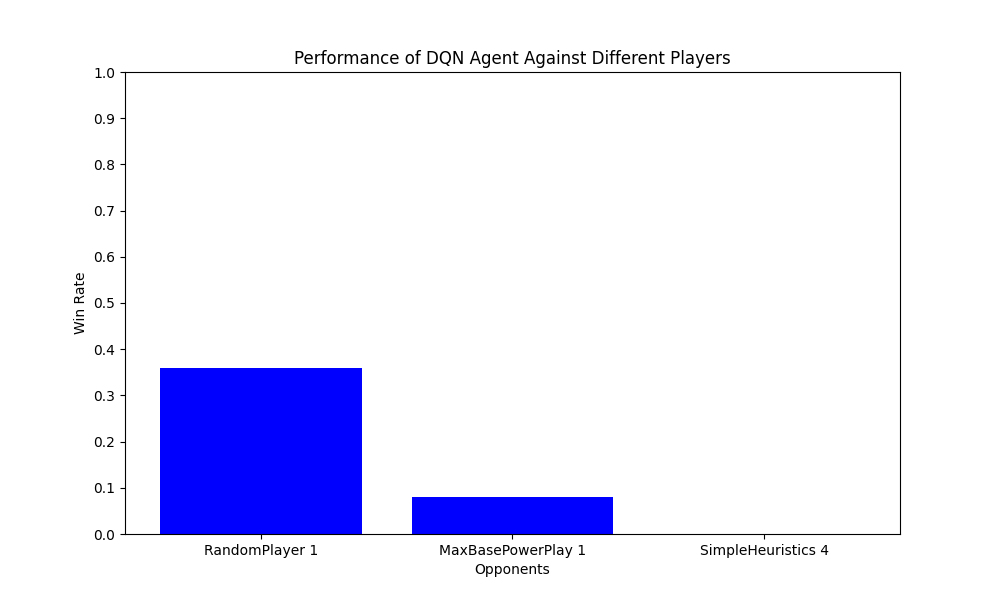 Performance of DQN Agent Against Different Players
1.0
0.9
0.8
0.7
0.6
0.5
0.4
0.3
0.2
0.1
0.0
Win Rate
RandomPlayer 1
MaxBasePowerPlay 1
SimpleHeuristics 4
Opponents